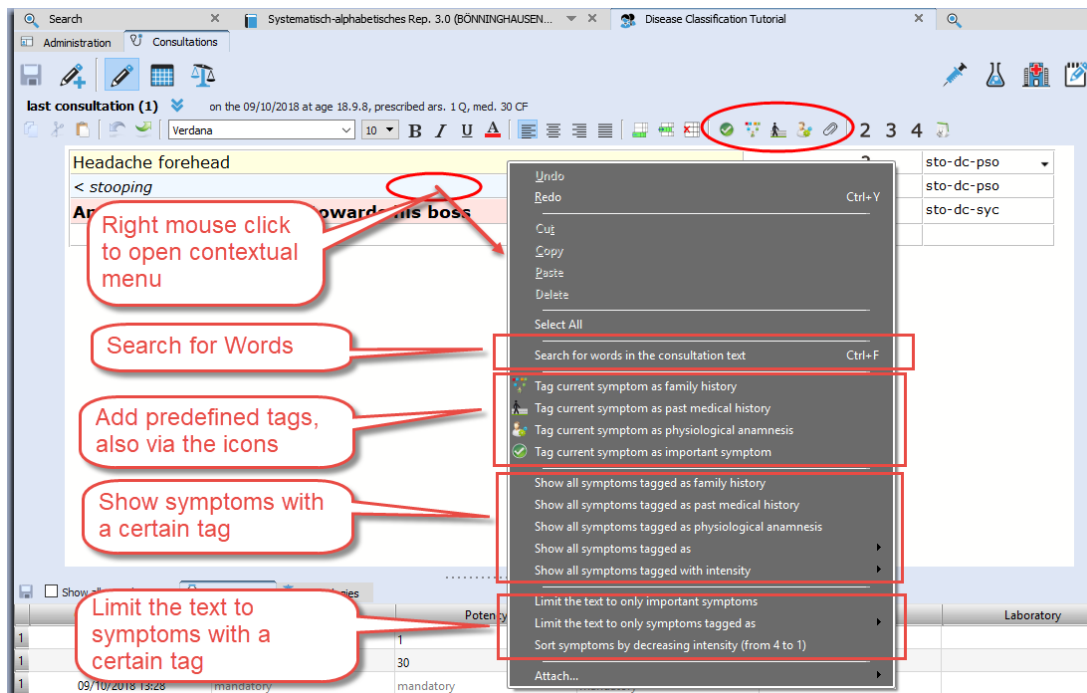 Search
Systematisch-alphabetisches Rep. 3.0 (BÖNNINGHAUSEN...
Disease Classification Tutorial
Administration
Consultations
last consultation (1)
on the 09/10/2018 at age 18.9.8, prescribed ars. 1 Q, med. 30 CF
Verdana
10
B I U A
2 3 4
Headache forehead
sto-dc-pso
< stooping
sto-dc-pso
owards his boss
sto-dc-syc
Right mouse click
to open contextual
menu
Undo
Redo Ctrl+Y
Cut
Copy
Paste
Delete
Select All
Search for Words
Search for words in the consultation text Ctrl+F
Add predefined tags,
also via the icons
Tag current symptom as family history
Tag current symptom as past medical history
Tag current symptom as physiological anamnesis
Tag current symptom as important symptom
Show symptoms with
a certain tag
Show all symptoms tagged as family history
Show all symptoms tagged as past medical history
Show all symptoms tagged as physiological anamnesis
Show all symptoms tagged as
Show all symptoms tagged with intensity
Limit the text to
symptoms with a
certain tag
Limit the text to only important symptoms
Limit the text to only symptoms tagged as
Sort symptoms by decreasing intensity (from 4 to 1)
Attach...
Show
Potency
Laboratory
1
1
1
30
1
09/10/2018 13:28 mandatory mandatory